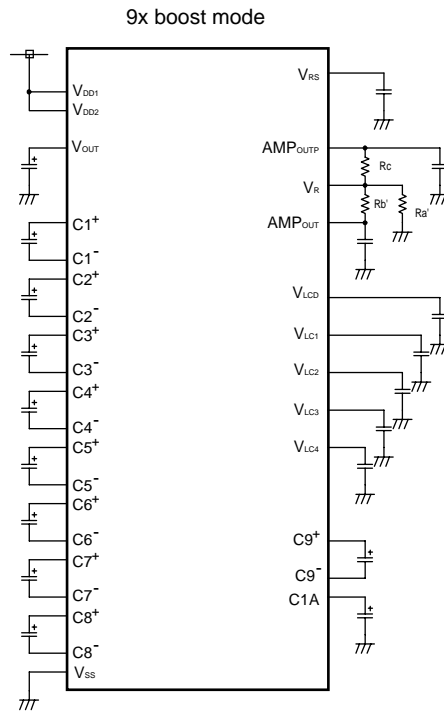 9x boost mode
VDD1
VDD2
VOUT
C1+
C1-
C2+
C2-
C3+
C3-
C4+
C4-
C5+
C5-
C6+
C6-
C7+
C7-
C8+
C8-
VSS
VRS
AMPOUTP
Rc
VR
Rb'
Ra'
AMPOUT
VLCD
VLC1
VLC2
VLC3
VLC4
C9+
C9-
C1A
+
+
+
+
+
+
+
+
+
+
+